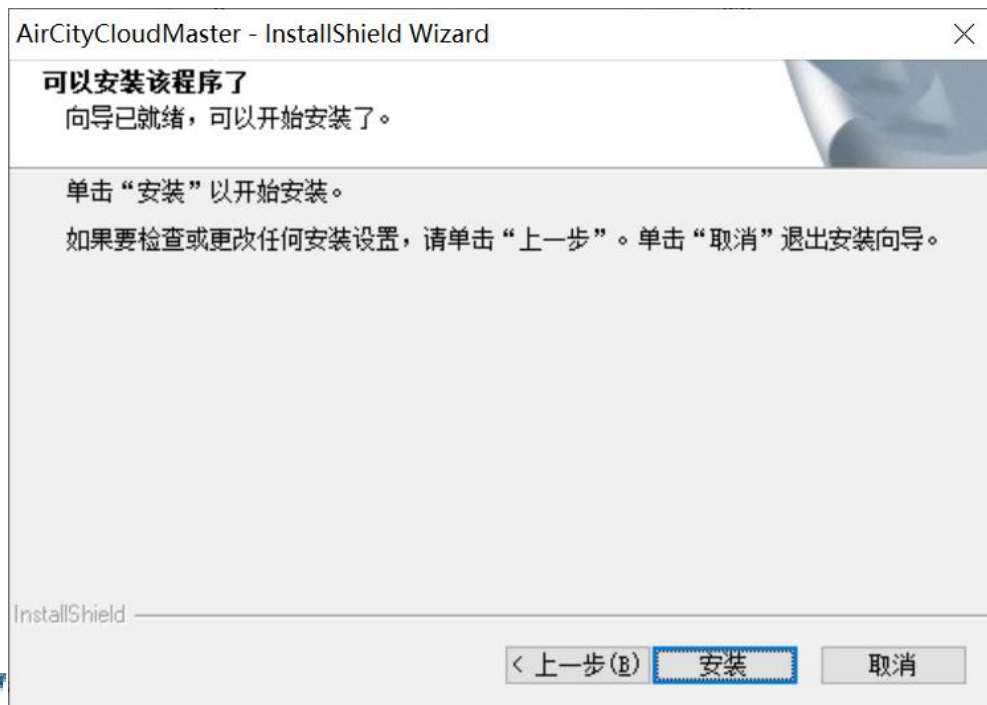 AirCityCloudMaster - InstallShield Wizard
可以安装该程序了
向导已就绪，可以开始安装了。
单击“安装”以开始安装。
如果要检查或更改任何安装设置，请单击“上一步”。单击“取消”退出安装向导。
InstallShield
< 上一步(B)
安装
取消